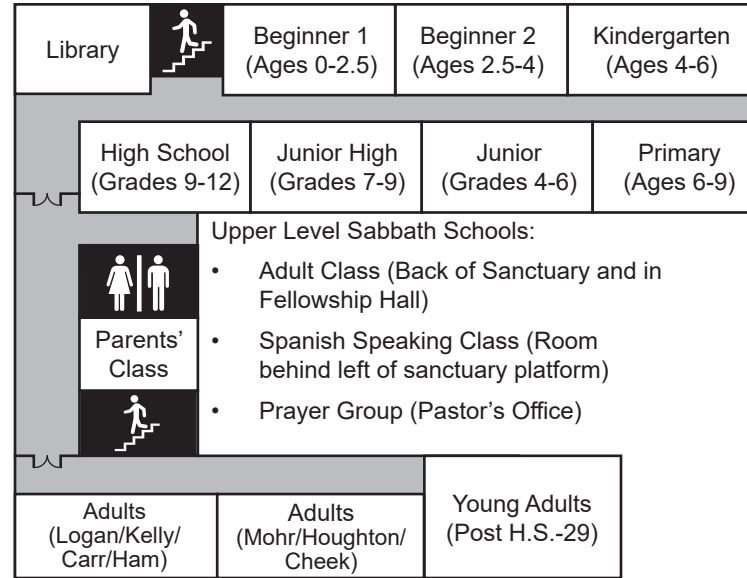 Library
Beginner 1
(Ages 0-2.5)
Beginner 2
(Ages 2.5-4)
Kindergarten
(Ages 4-6)
High School
(Grades 9-12)
Junior High
(Grades 7-9)
Junior
(Grades 4-6)
Primary
(Ages 6-9)
Upper Level Sabbath Schools:
• Adult Class (Back of Sanctuary and in
Fellowship Hall)
• Spanish Speaking Class (Room
behind left of sanctuary platform)
• Prayer Group (Pastor's Office)
Parents'
Class
Adults
(Logan/Kelly/
Carr/Ham)
Adults
(Mohr/Houghton/
Cheek)
Young Adults
(Post H.S.-29)